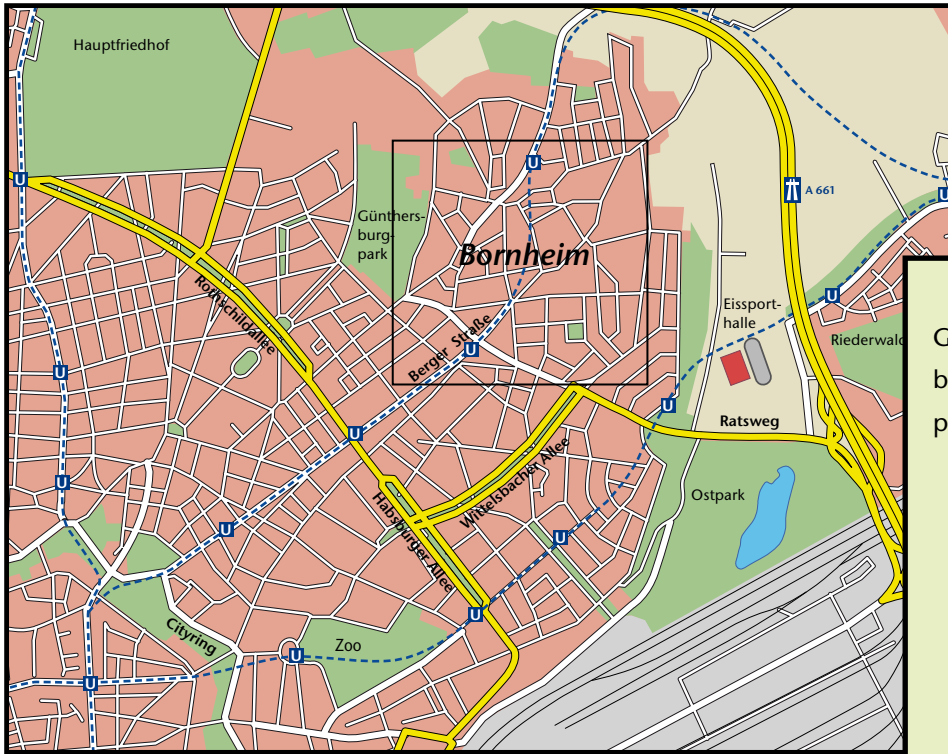 Hauptfriedhof
U
U
U
A 661
U
Günthers-
burg-
park
Bornheim
Rothschildallee
Eissport-
halle
U
Riederwald
Berger Straße
U
U
G
b
p
U
Ratsweg
U
Wittelsbacher Allee
U
Habsburger Allee
Ostpark
U
U
U
Cityring
Zoo
U
U